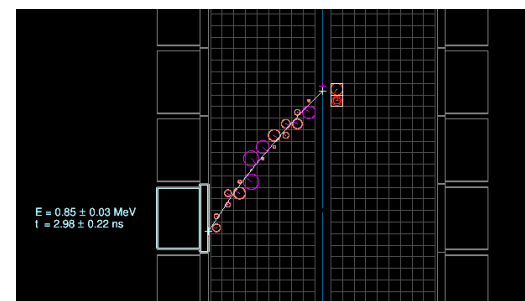 E = 0.85 ± 0.03 MeV
t = 2.98 ± 0.22 ns